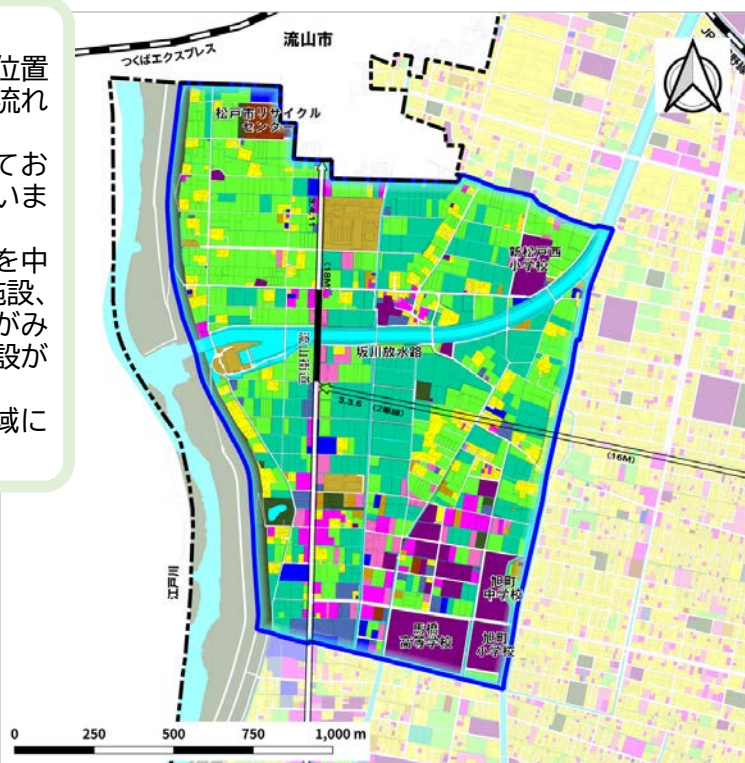 位置
流れ
てお
いま
を中
施設、
がみ
設が
域に
つくばエクスプレス
流山市
松戸市リサイクル
センター
3.4.11
(18M)
新松戸西
小学校
坂川放水路
流山街道
3.3.6
(2車線)
(16M)
江戸川
旭町
中学校
馬橋
高等学校
旭町
小学校
0 250 500 750 1,000 m